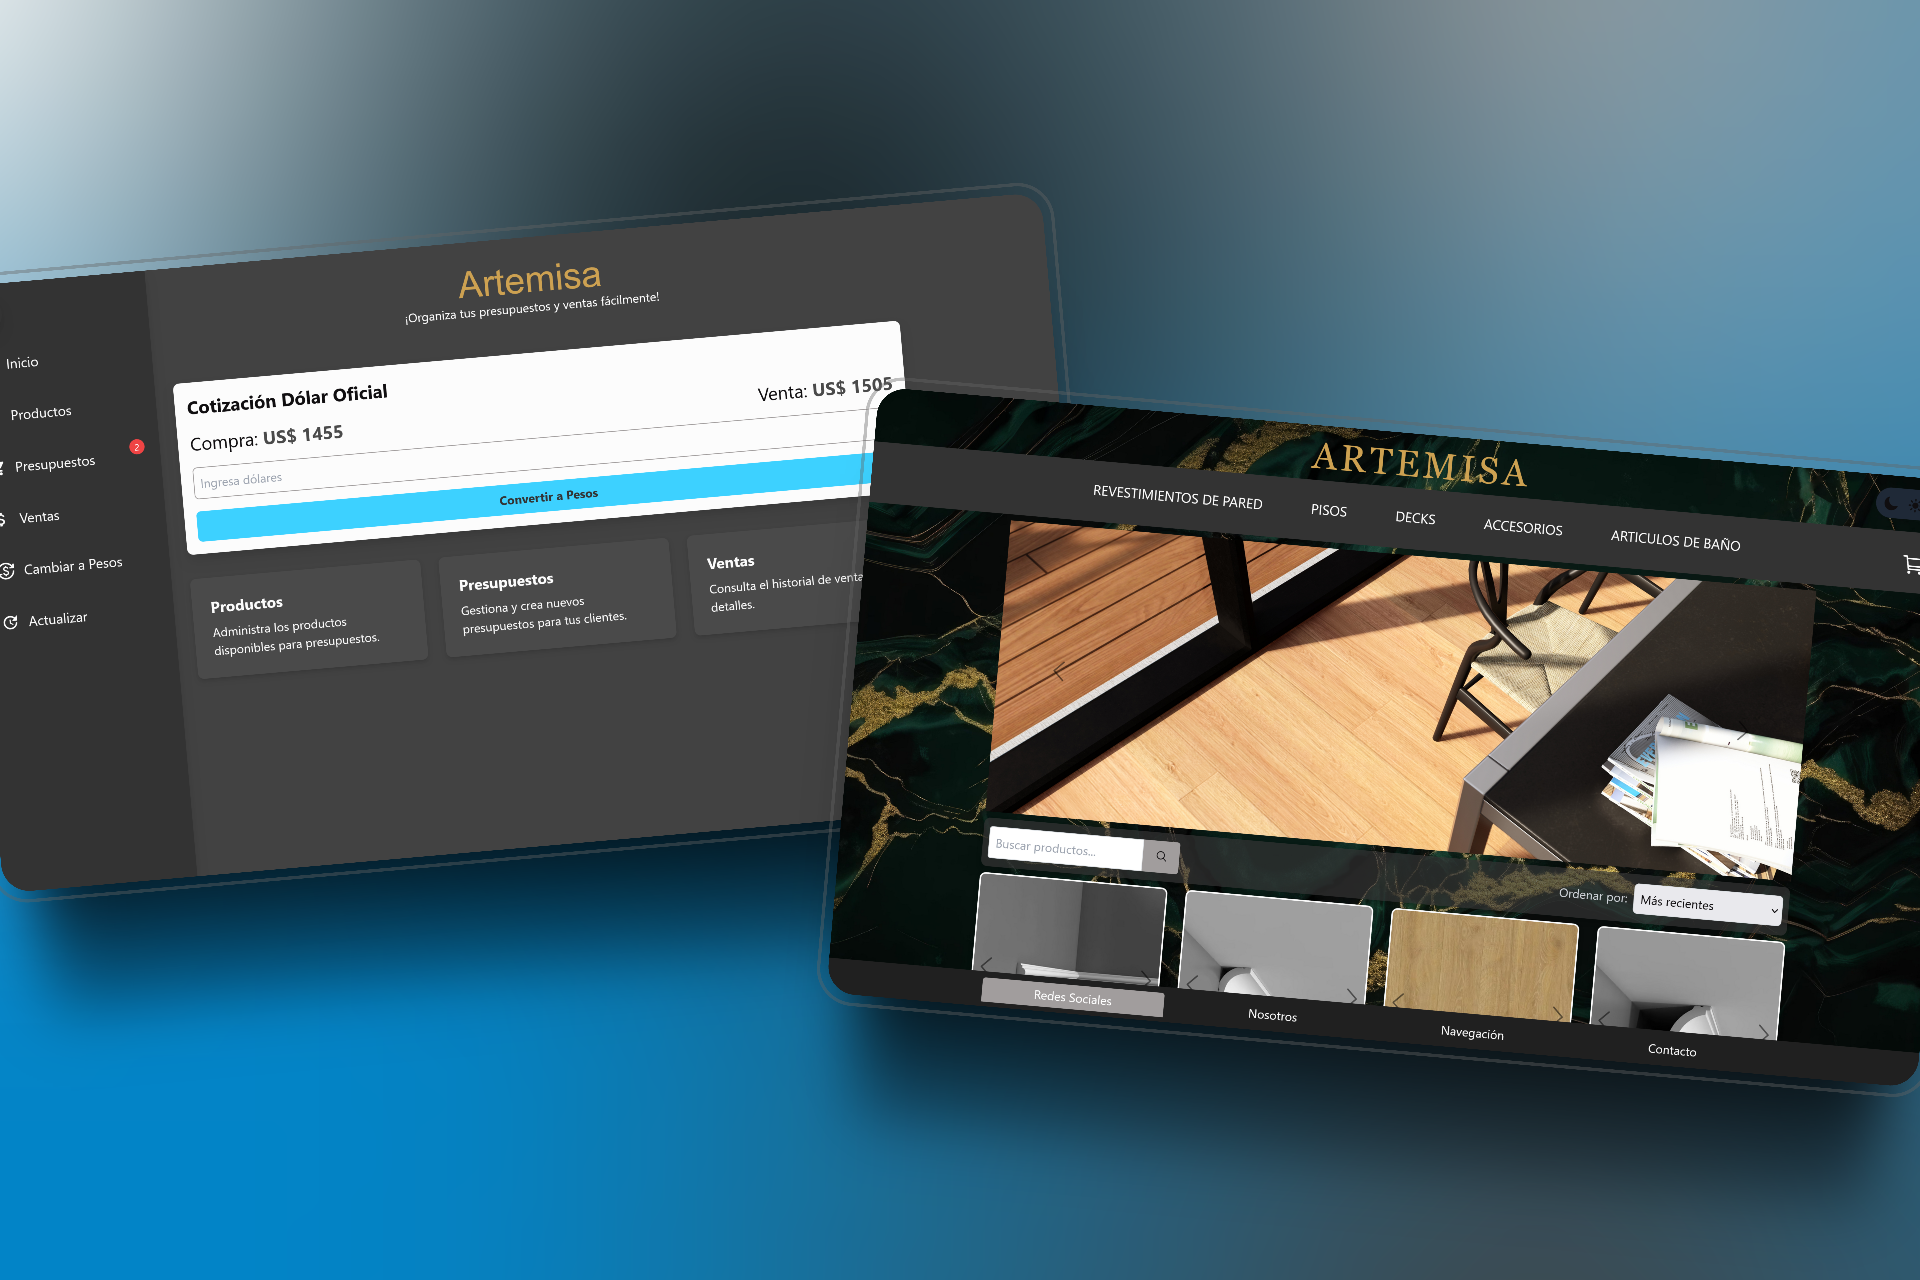 Artemisa
¡Organiza tus presupuestos y ventas fácilmente!
Inicio
Productos
Presupuestos
2
Ventas
Cambiar a Pesos
Actualizar
Cotización Dólar Oficial
Compra: US$ 1455
Venta: US$ 1505
Ingresa dólares
Convertir a Pesos
Productos
Administra los productos
disponibles para presupuestos.
Presupuestos
Gestiona y crea nuevos
presupuestos para tus clientes.
Ventas
Consulta el historial de venta
detalles.
ARTEMISA
REVESTIMIENTOS DE PARED
PISOS
DECKS
ACCESORIOS
ARTICULOS DE BAÑO
Buscar productos...
Ordenar por:
Más recientes
Redes Sociales
Nosotros
Navegación
Contacto